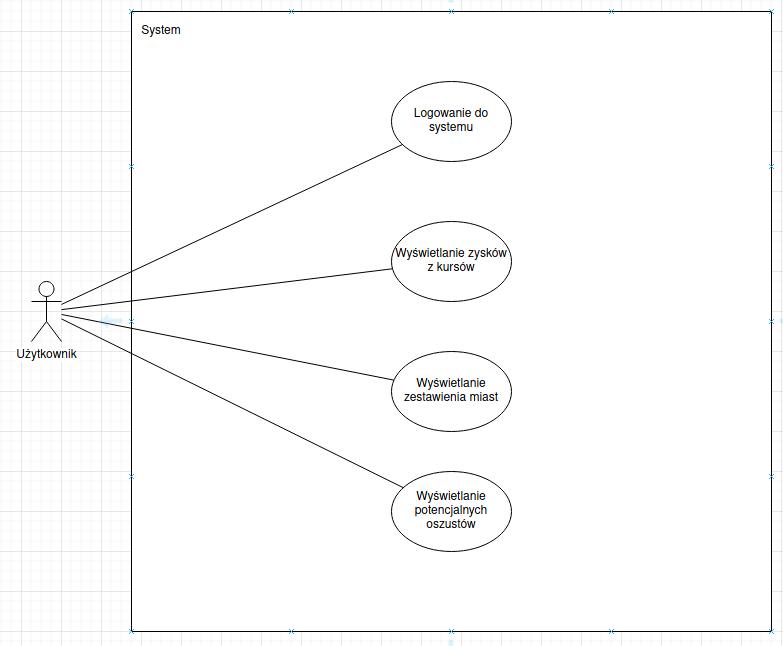 System
Logowanie do
systemu
Wyświetlanie zysków
z kursów
Użytkownik
Wyświetlanie
zestawienia miast
Wyświetlanie
potencjalnych
oszustów